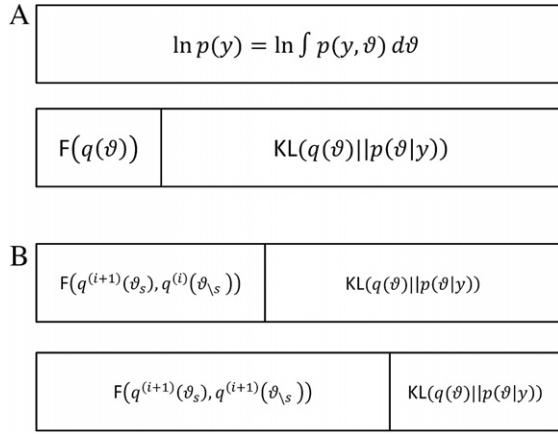 A
ln p(y) = ln ∫ p(y, ϑ) dϑ
F(q(ϑ)) KL(q(ϑ)||p(ϑ|y))
B
F(q^(i+1)(ϑ_s), q^(i)(ϑ_\s)) KL(q(ϑ)||p(ϑ|y))
F(q^(i+1)(ϑ_s), q^(i+1)(ϑ_\s)) KL(q(ϑ)||p(ϑ|y))